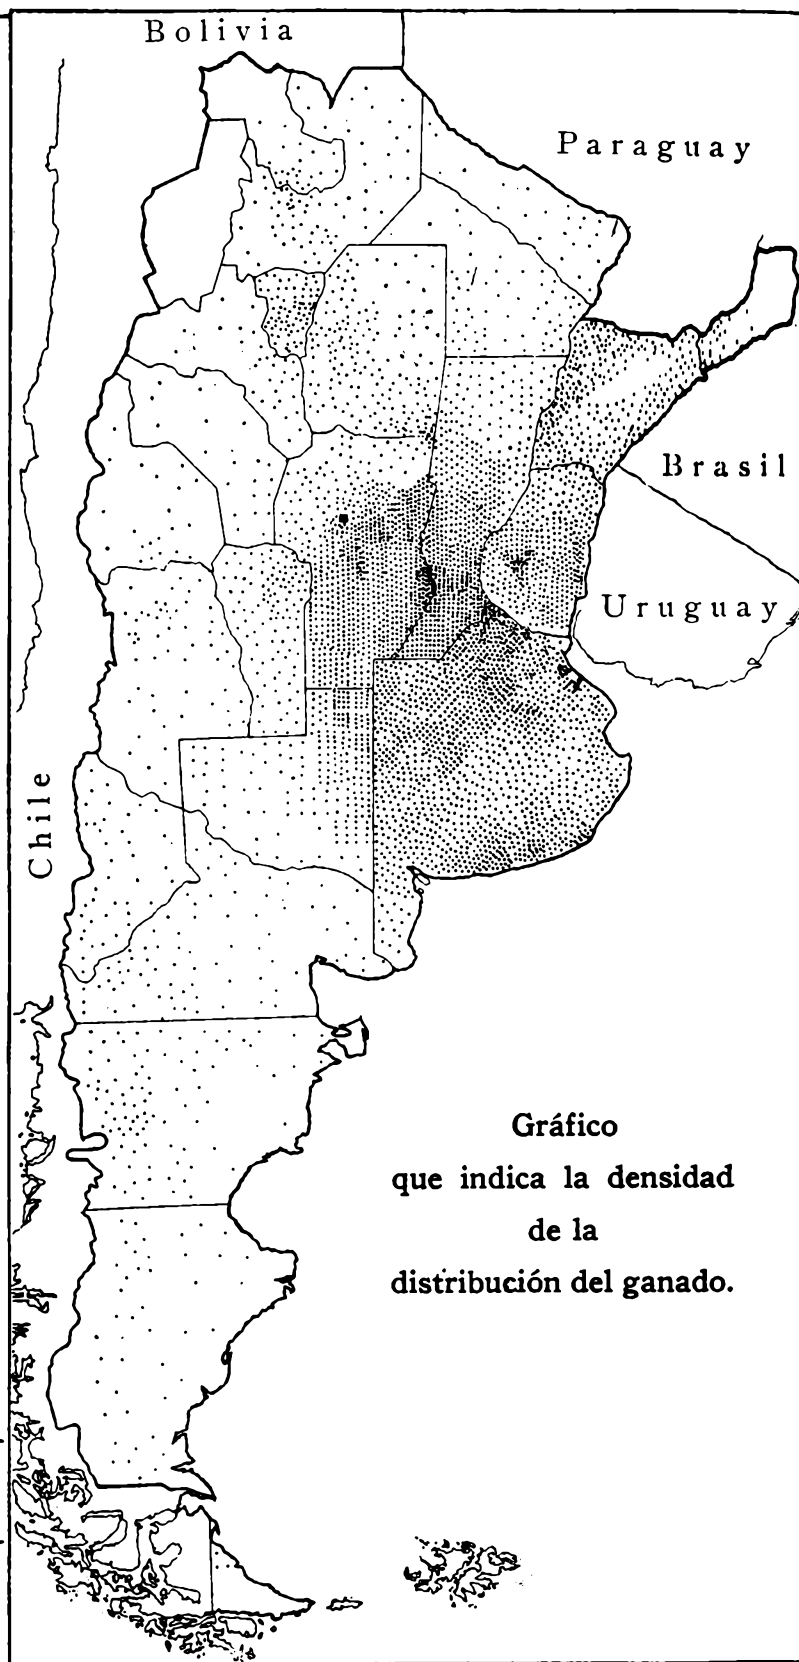 Bolivia
Paraguay
Brasil
Uruguay
Chile
Gráfico
que indica la densidad
de la
distribución del ganado.